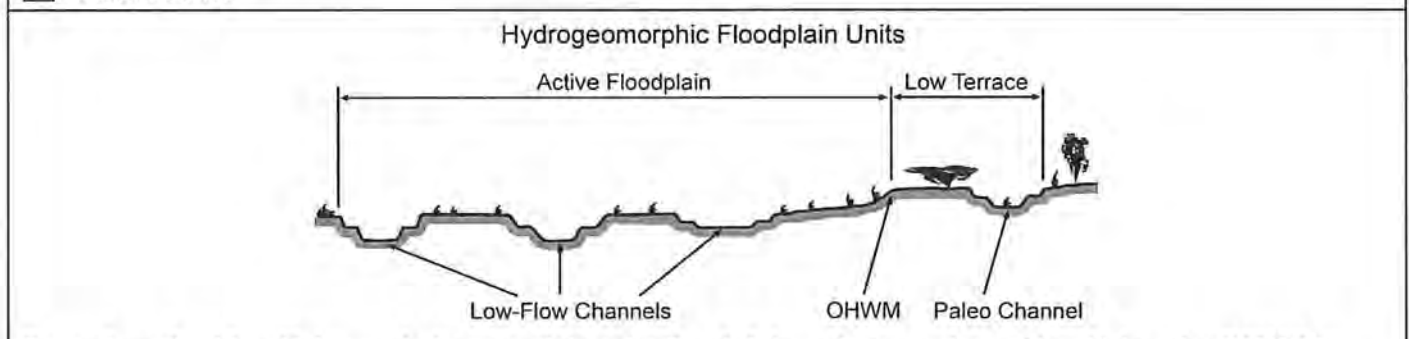 Hydrogeomorphic Floodplain Units
Active Floodplain
Low Terrace
Low-Flow Channels
OHWM
Paleo Channel